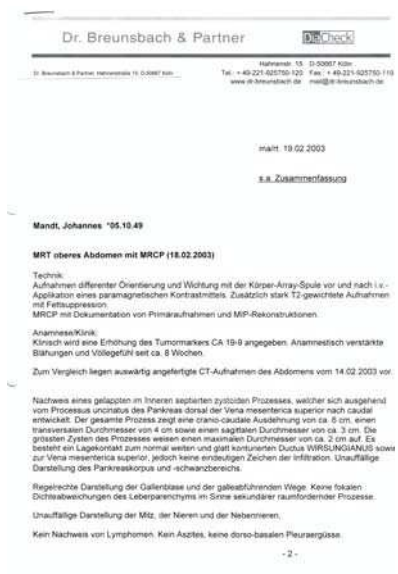 Dr. Breunsbach & Partner
DiaCheck
Hahnenstr. 15 D-50667 Köln
Dr. Breunsbach & Partner, Hahnenstraße 15, D-50667 Köln
Tel.: + 49-221-925750-120 Fax.: + 49-221-925750-110
www.dr-breunsbach.de mail@dr-breunsbach.de
ma/rt 19.02.2003
s.a. Zusammenfassung
Mandt, Johannes *05.10.49
MRT oberes Abdomen mit MRCP (18.02.2003)
Technik:
Aufnahmen differenter Orientierung und Wichtung mit der Körper-Array-Spule vor und nach i.v.-
Applikation eines paramagnetischen Kontrastmittels. Zusätzlich stark T2-gewichtete Aufnahmen
mit Fettsuppression.
MRCP mit Dokumentation von Primäraufnahmen und MIP-Rekonstruktionen.
Anamnese/Klinik:
Klinisch wird eine Erhöhung des Tumormarkers CA 19-9 angegeben. Anamnestisch verstärkte
Blähungen und Völlegefühl seit ca. 8 Wochen.
Zum Vergleich liegen auswärtig angefertigte CT-Aufnahmen des Abdomens vom 14.02.2003 vor.
Nachweis eines gelappten im Inneren septierten zystoiden Prozesses, welcher sich ausgehend
vom Processus uncinatus des Pankreas dorsal der Vena mesenterica superior nach caudal
entwickelt. Der gesamte Prozess zeigt eine cranio-caudale Ausdehnung von ca. 6 cm, einen
transversalen Durchmesser von 4 cm sowie einen sagittalen Durchmesser von ca. 3 cm. Die
grössten Zysten des Prozesses weisen einen maximalen Durchmesser von ca. 2 cm auf. Es
besteht ein Lagekontakt zum normal weiten und glatt konturierten Ductus WIRSUNGIANUS sowie
zur Vena mesenterica superior, jedoch keine eindeutigen Zeichen der Infiltration. Unauffällige
Darstellung des Pankreaskorpus und -schwanzbereichs.
Regelrechte Darstellung der Gallenblase und der galleabführenden Wege. Keine fokalen
Dichteabweichungen des Leberparenchyms im Sinne sekundärer raumfordernder Prozesse.
Unauffällige Darstellung der Milz, der Nieren und der Nebennieren.
Kein Nachweis von Lymphomen. Kein Aszites, keine dorso-basalen Pleuraergüsse.
- 2 -